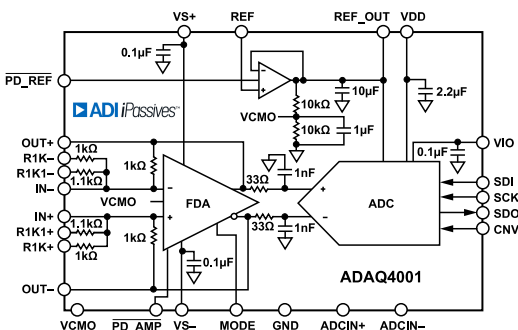 VS+ REF REF_OUT VDD
0.1µF
PD_REF
10µF 2.2µF
10kΩ
ADI iPassives™
VCMO
10kΩ 1µF
OUT+ VIO
1kΩ
R1K– 1kΩ 0.1µF
1nF
R1K1–
1.1kΩ 33Ω SDI
IN– – + SCK
VCMO FDA ADC
IN+ + – SDO
1.1kΩ 33Ω
R1K1+ 1nF CNV
1kΩ
R1K+ 1kΩ
0.1µF
ADAQ4001
OUT–
VCMO PD_AMP VS– MODE GND ADCIN+ ADCIN–